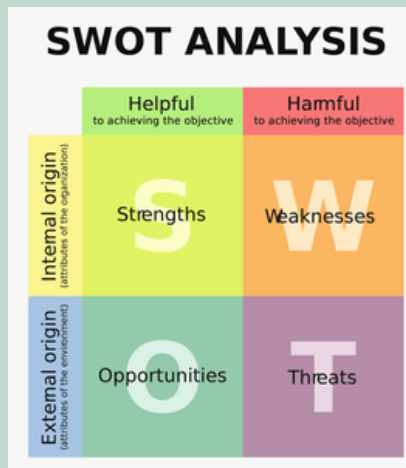 SWOT ANALYSIS
Helpful
to achieving the objective
Harmful
to achieving the objective
Internal origin
(attributes of the organization)
S
Strengths
W
Weaknesses
External origin
(attributes of the environment)
O
Opportunities
T
Threats